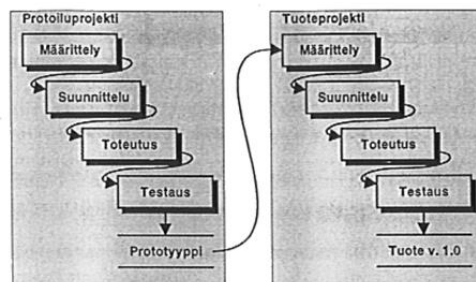 Protoiluprojekti
Määrittely
Suunnittelu
Toteutus
Testaus
Prototyyppi
Tuoteprojekti
Määrittely
Suunnittelu
Toteutus
Testaus
Tuote v. 1.0